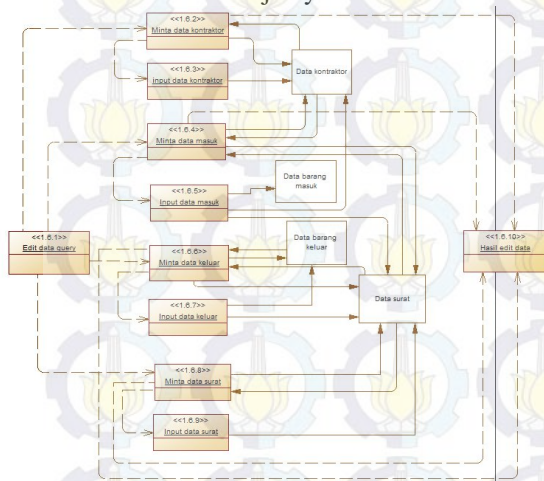 <<1.6.2>>
Minta data kontraktor
<<1.6.3>>
Input data kontraktor
Data kontraktor
<<1.6.4>>
Minta data masuk
Data barang
masuk
<<1.6.5>>
Input data masuk
<<1.6.1>>
Edit data query
<<1.6.6>>
Minta data keluar
Data barang
keluar
<<1.6.10>>
Hasil edit data
<<1.6.7>>
Input data keluar
Data surat
<<1.6.8>>
Minta data surat
<<1.6.9>>
Input data surat